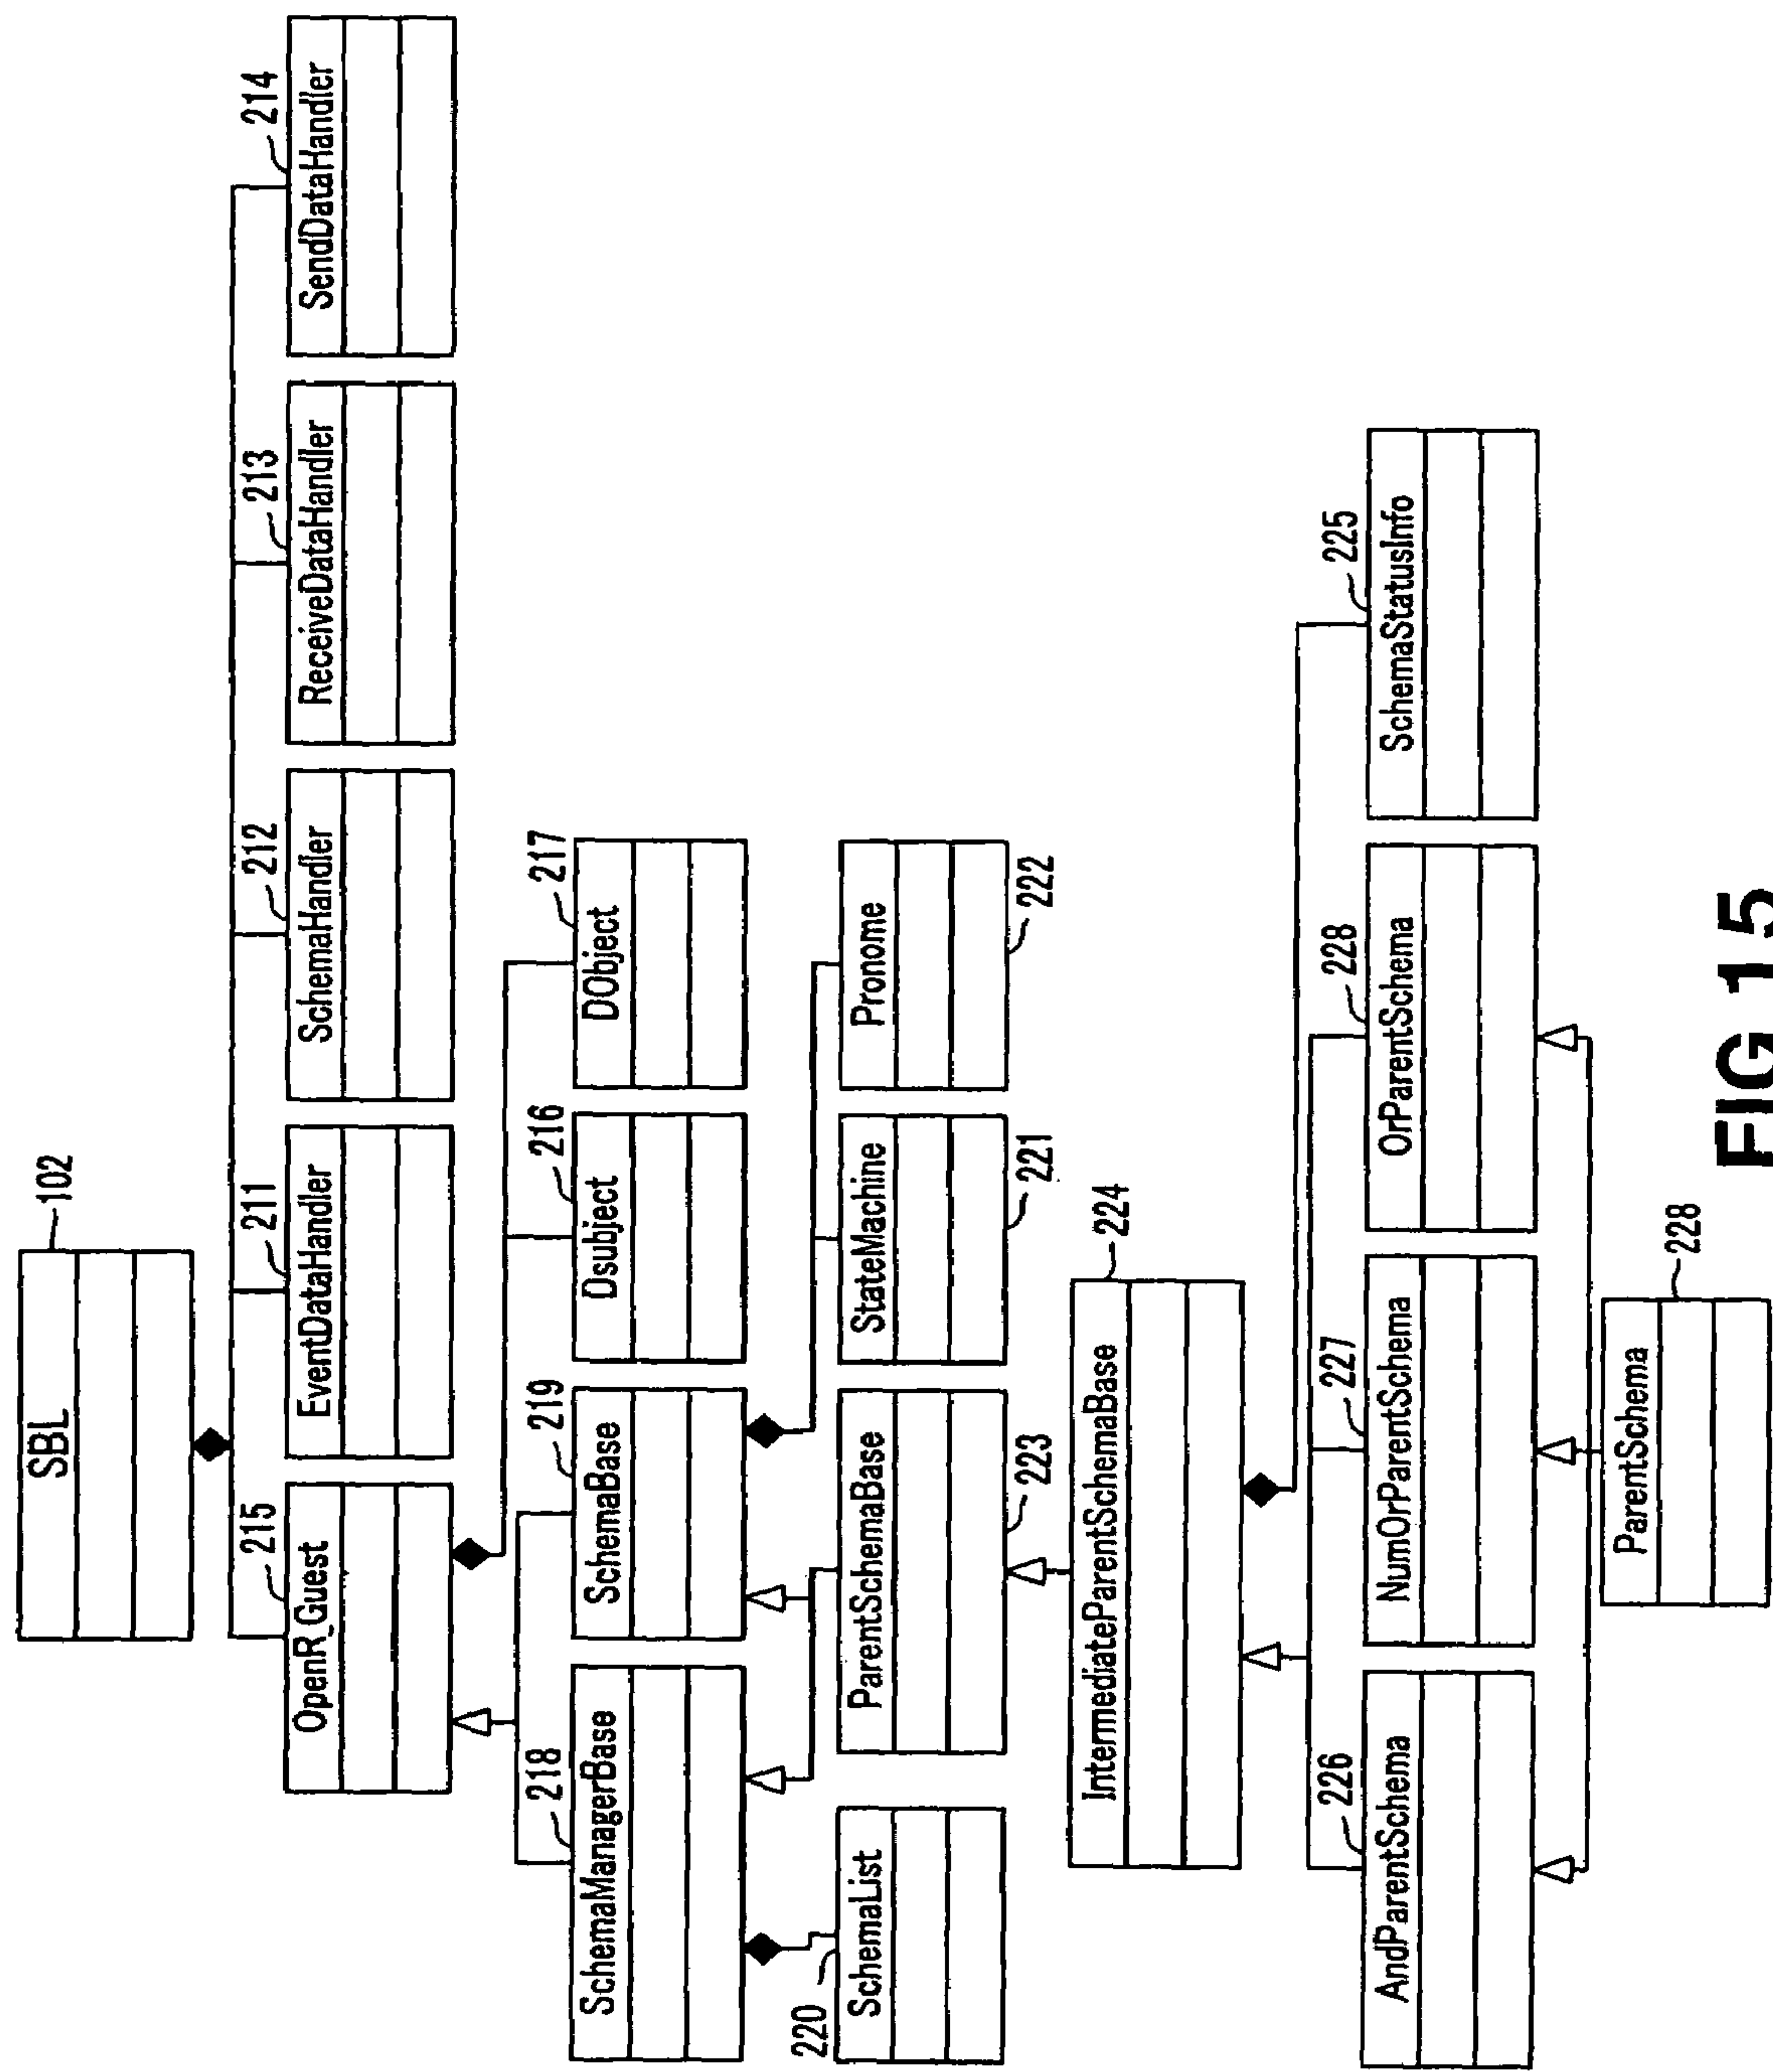 SBL
102
215
211
212
213
214
OpenR_Guest
EventDataHandler
SchemaHandler
ReceiveDataHandler
SendDataHandler
218
219
216
217
SchemaManagerBase
SchemaBase
Dsubject
DObject
220
SchemaList
ParentSchemaBase
StateMachine
Pronome
223
221
222
IntermediateParentSchemaBase
224
226
227
228
225
AndParentSchema
NumOrParentSchema
OrParentSchema
SchemaStatusInfo
ParentSchema
228
FIG 15